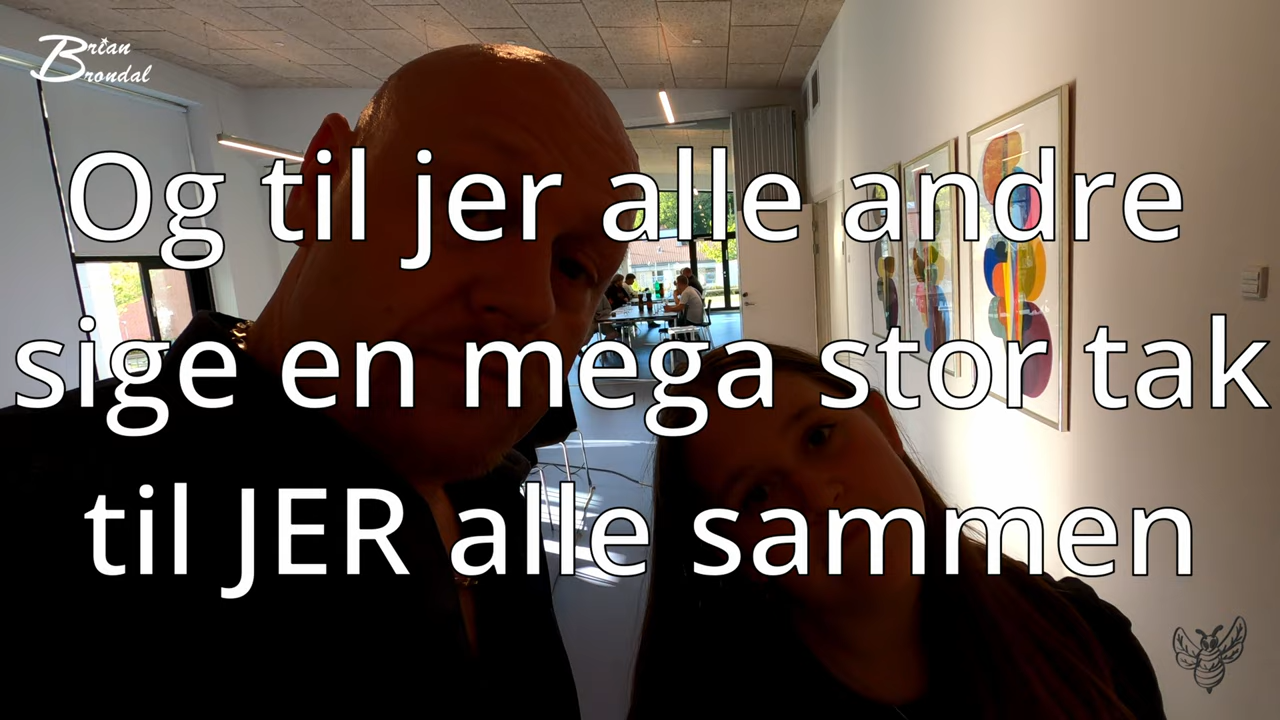 Brian
Brondal
Og til jer alle andre
sige en mega stor tak
til JER alle sammen